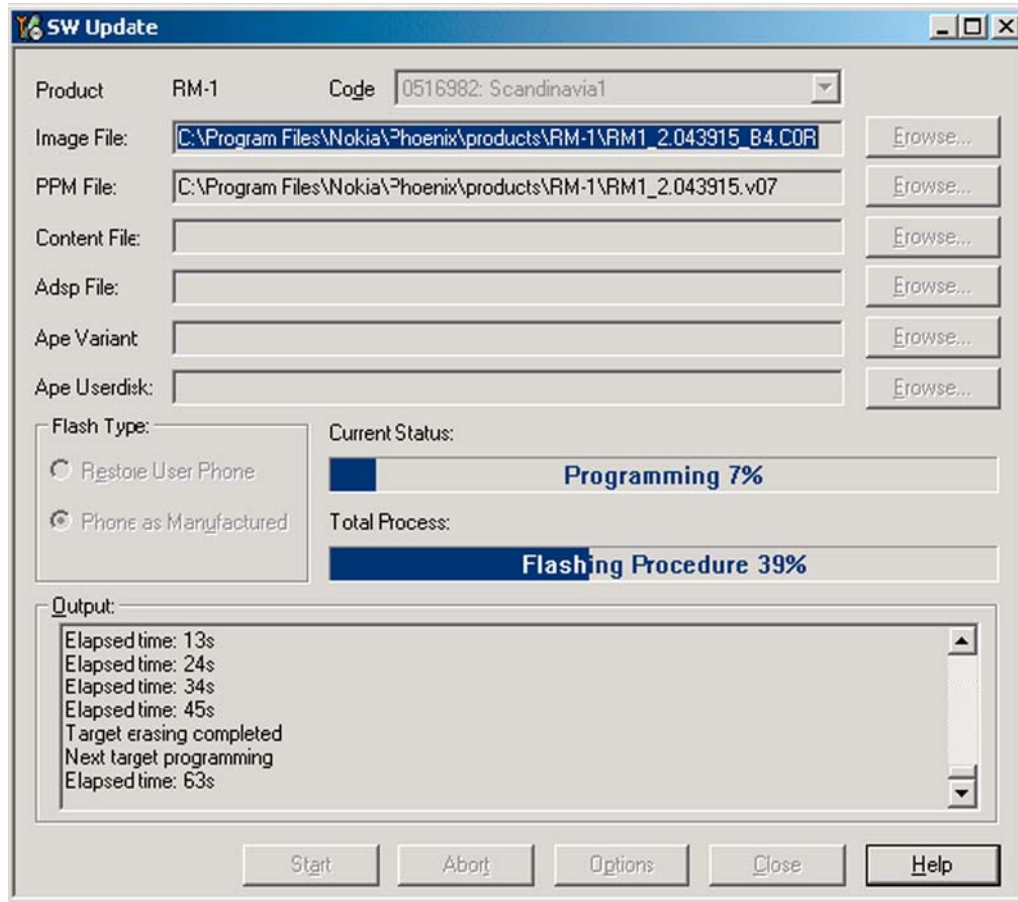 SW Update
Product RM-1 Code 0516982: Scandinavia1
Image File: C:\Program Files\Nokia\Phoenix\products\RM-1\RM1_2.043915_B4.C0R Browse...
PPM File: C:\Program Files\Nokia\Phoenix\products\RM-1\RM1_2.043915.v07 Browse...
Content File: Browse...
Adsp File: Browse...
Ape Variant Browse...
Ape Userdisk: Browse...
Flash Type:
Restore User Phone
Phone as Manufactured
Current Status:
Programming 7%
Total Process:
Flashing Procedure 39%
Output:
Elapsed time: 13s
Elapsed time: 24s
Elapsed time: 34s
Elapsed time: 45s
Target erasing completed
Next target programming
Elapsed time: 63s
Start Abort Options Close Help